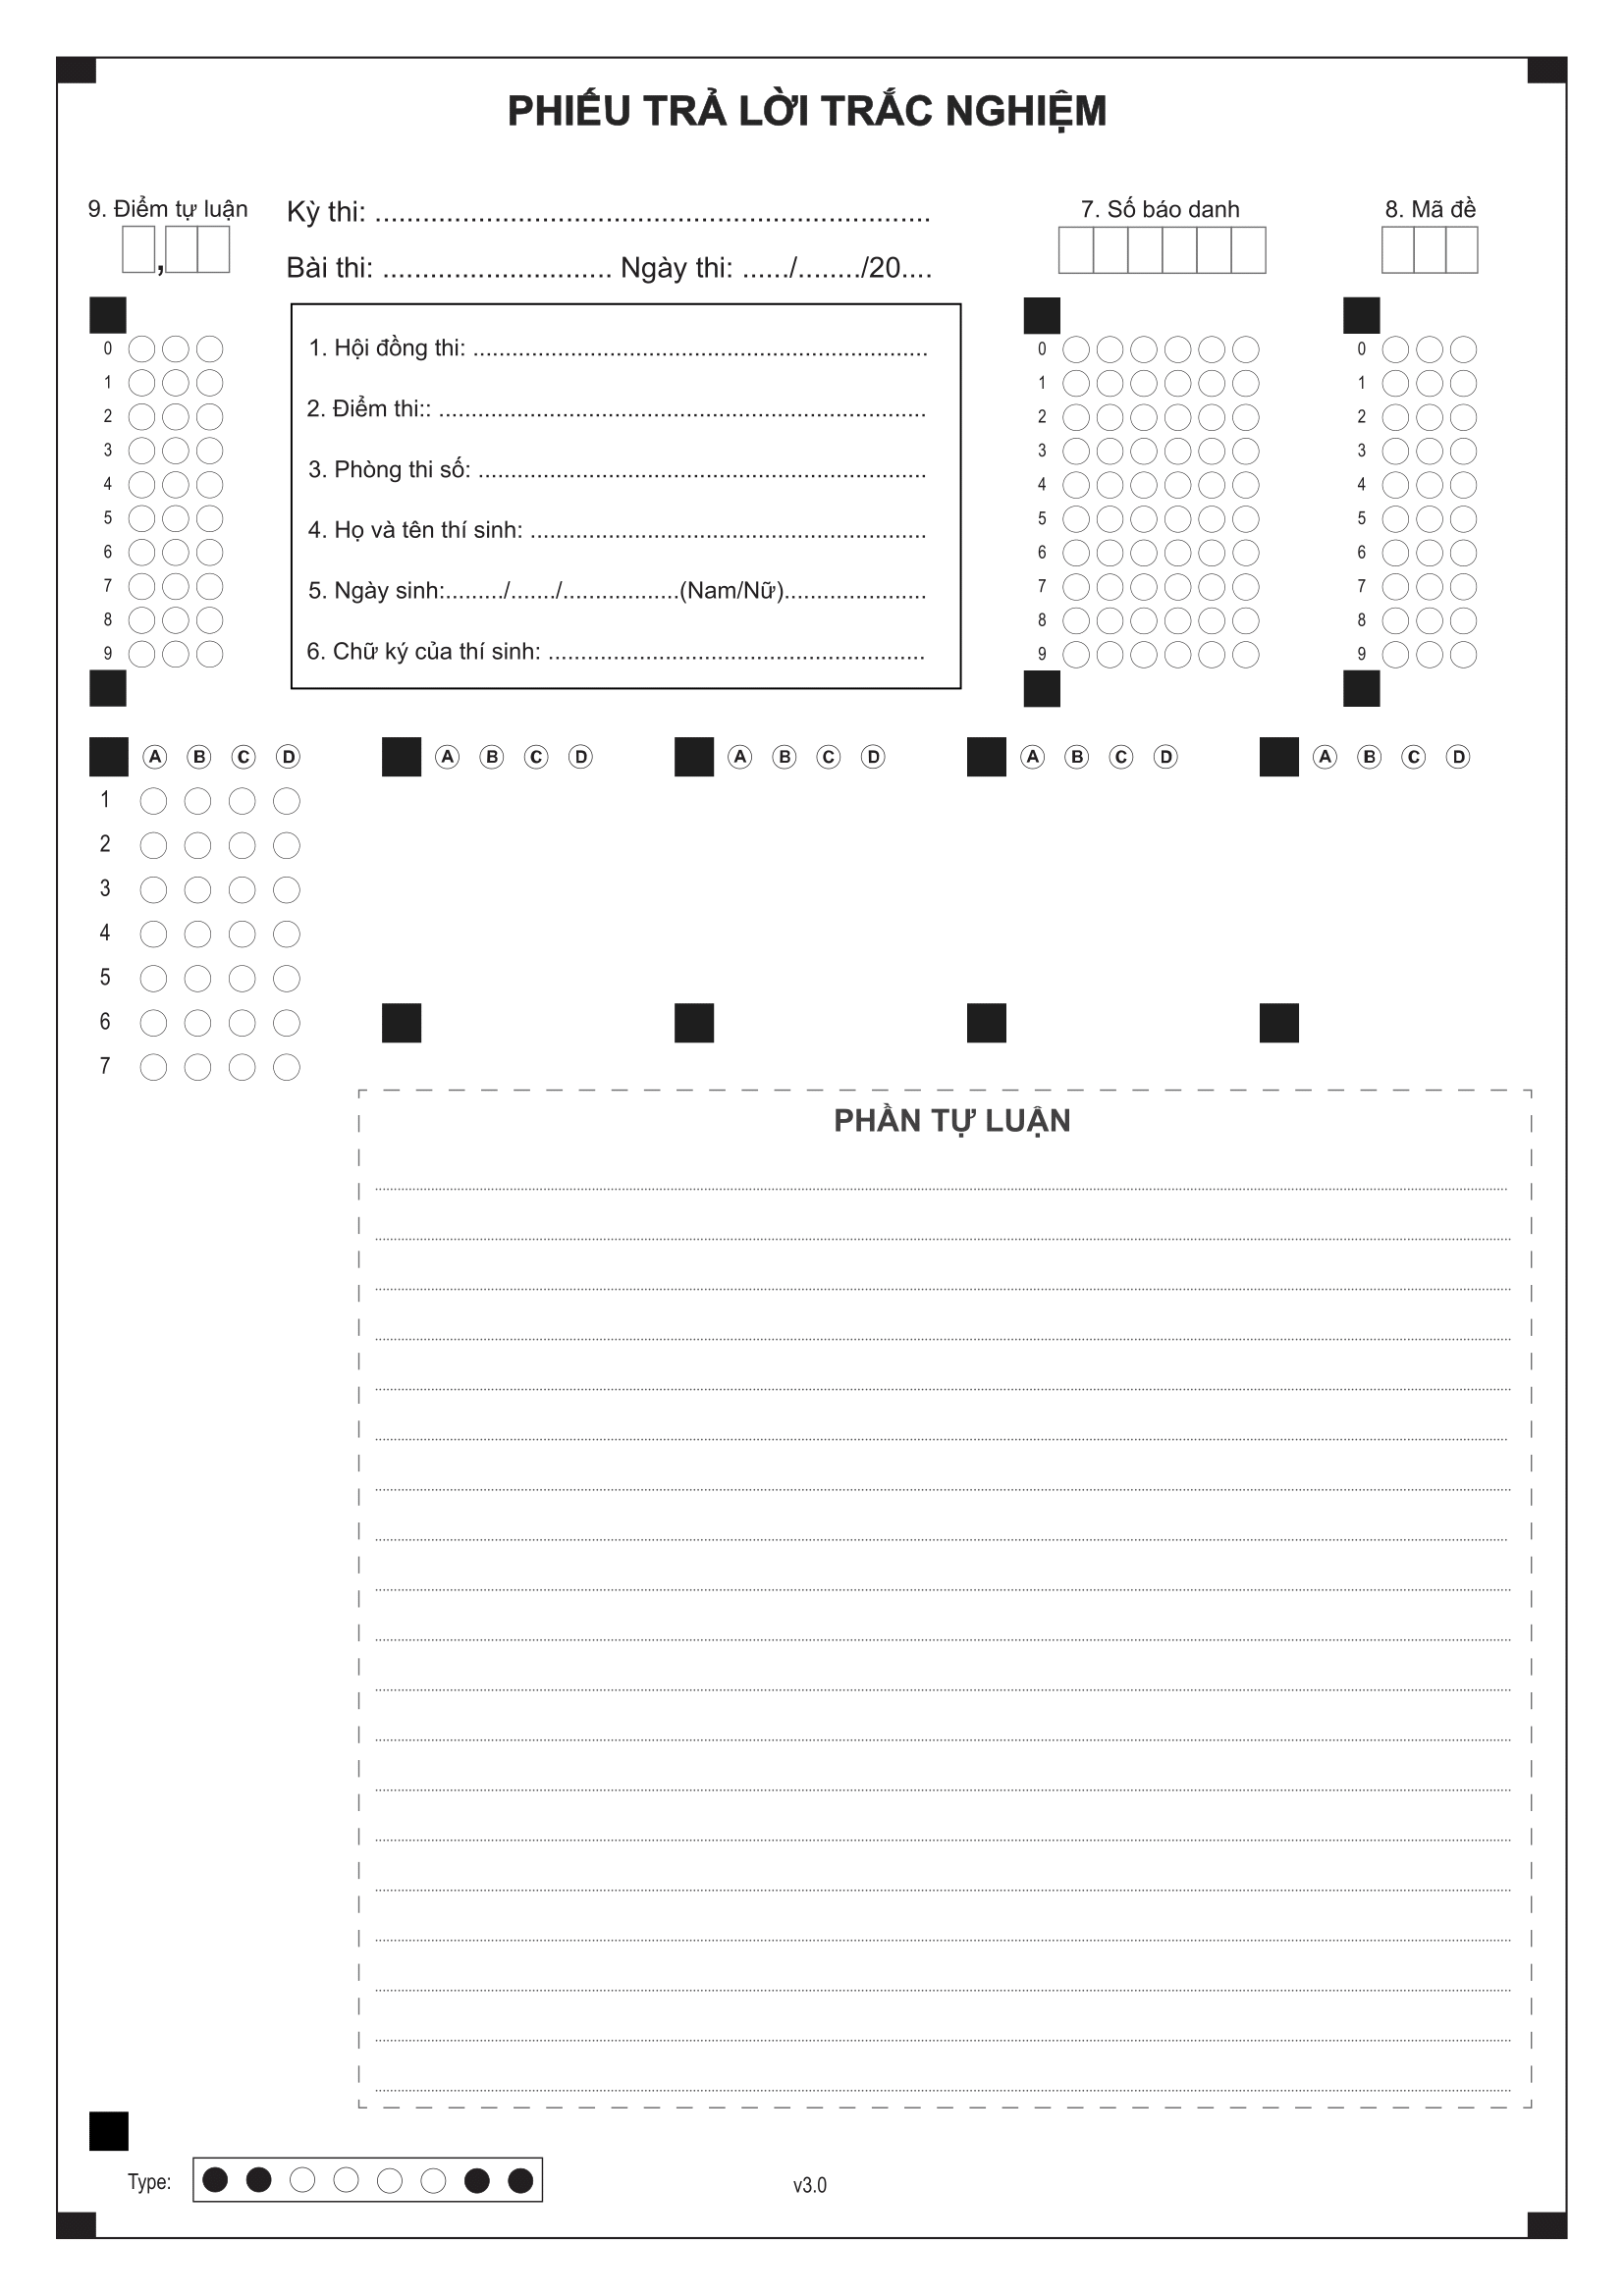 PHIẾU TRẢ LỜI TRẮC NGHIỆM
9. Điểm tự luận
,
Kỳ thi: ......................................................................
Bài thi: ............................. Ngày thi: ....../......../20....
7. Số báo danh
8. Mã đề
0
1
2
3
4
5
6
7
8
9
1. Hội đồng thi: ......................................................................
2. Điểm thi:: ...........................................................................
3. Phòng thi số: .....................................................................
4. Họ và tên thí sinh: .............................................................
5. Ngày sinh:........./......./..................(Nam/Nữ)......................
6. Chữ ký của thí sinh: ..........................................................
0
1
2
3
4
5
6
7
8
9
0
1
2
3
4
5
6
7
8
9
A B C D
A B C D
A B C D
A B C D
A B C D
1
2
3
4
5
6
7
PHẦN TỰ LUẬN
Type:
v3.0